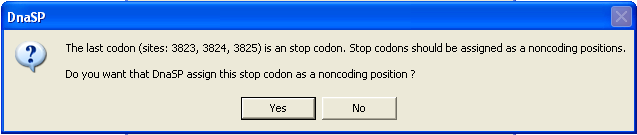 DnaSP
The last codon (sites: 3823, 3824, 3825) is an stop codon. Stop codons should be assigned as a noncoding positions.
Do you want that DnaSP assign this stop codon as a noncoding position ?
Yes No